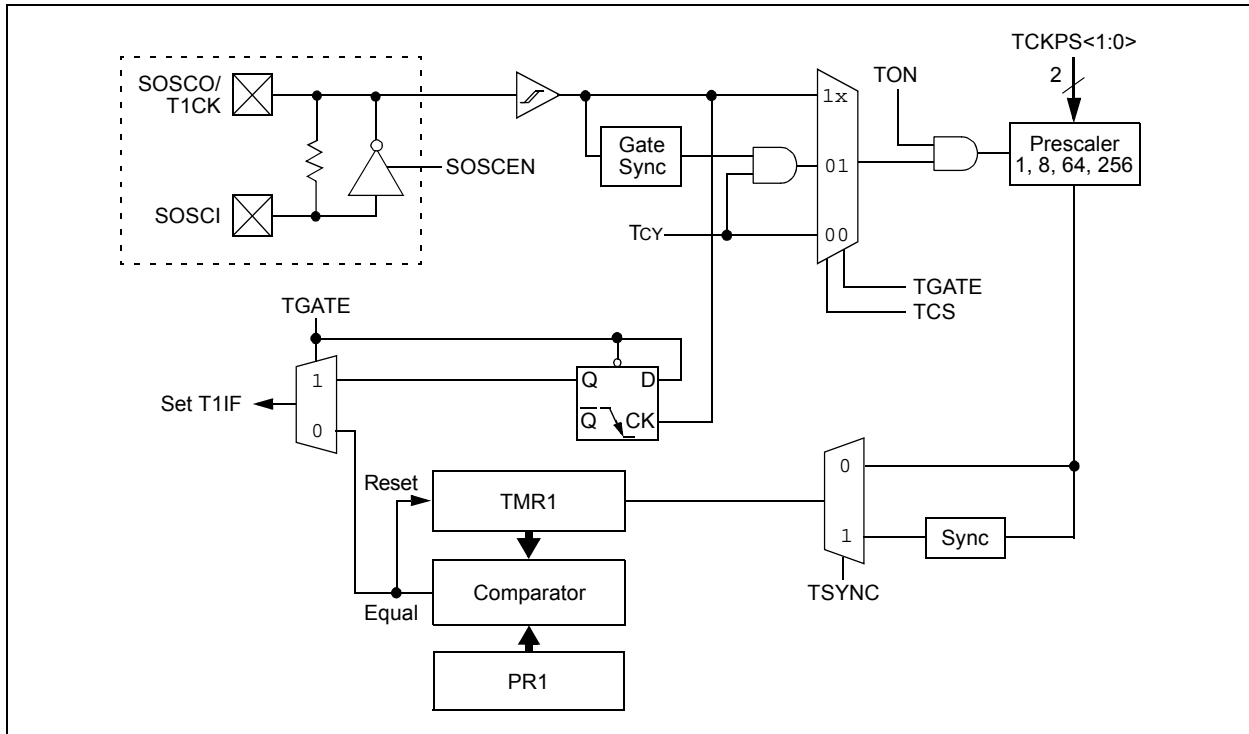 SOSCO/
T1CK
SOSCI
SOSCEN
Gate
Sync
TCY
1x
01
00
TGATE
TCS
TON
TCKPS<1:0>
2
Prescaler
1, 8, 64, 256
TGATE
1
0
Set T1IF
Q
D
Q
CK
Reset
TMR1
Equal
Comparator
PR1
0
1
TSYNC
Sync